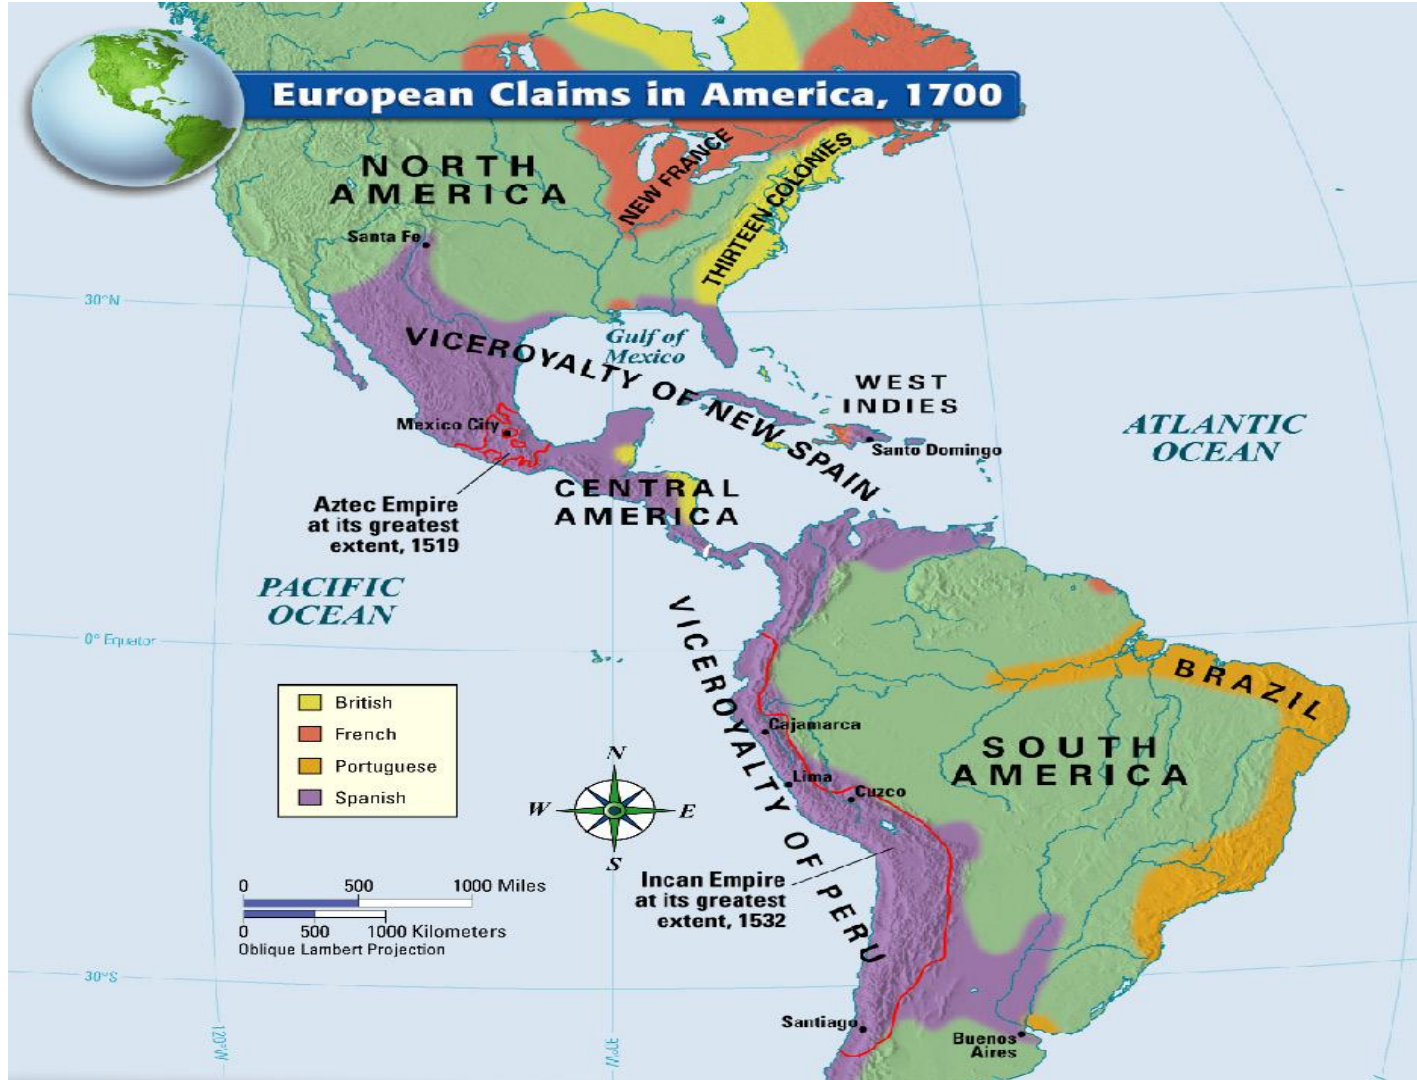 European Claims in America, 1700
NORTH
AMERICA
NEW FRANCE
THIRTEEN COLONIES
Santa Fe
30°N
Gulf of
Mexico
VICEROYALTY OF NEW SPAIN
WEST
INDIES
ATLANTIC
OCEAN
Mexico City
Santo Domingo
CENTRAL
AMERICA
Aztec Empire
at its greatest
extent, 1519
PACIFIC
OCEAN
0° Equator
VICEROYALTY OF PERU
BRAZIL
British
French
Portuguese
Spanish
Cajamarca
Lima
Cuzco
SOUTH
AMERICA
N
W
E
S
Incan Empire
at its greatest
extent, 1532
0 500 1000 Miles
0 500 1000 Kilometers
Oblique Lambert Projection
30°S
Santiago
Buenos
Aires
120°W
90°W